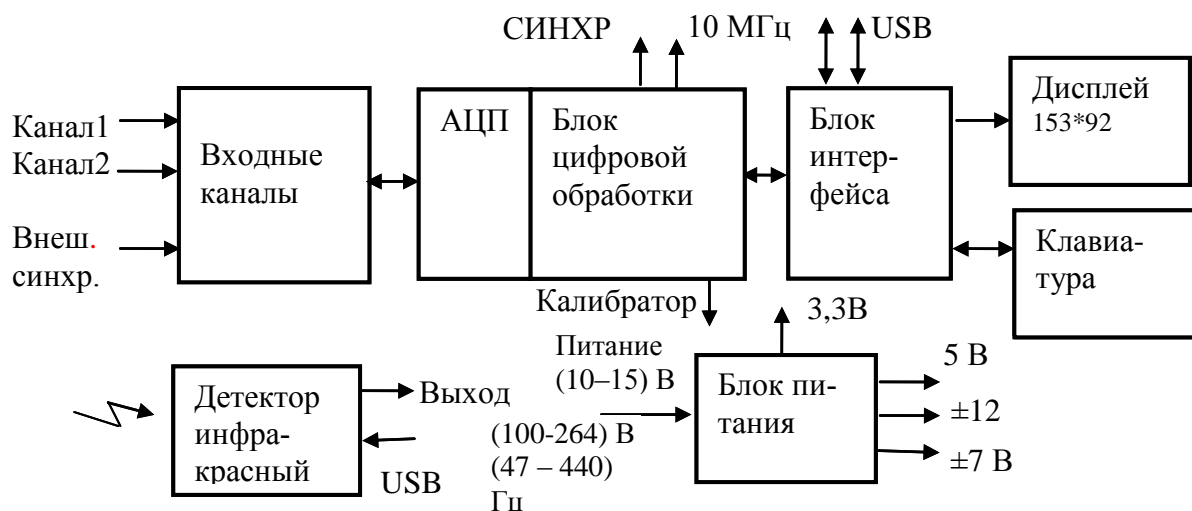 СИНХР
10 МГц
USB
Канал1
Канал2
Внеш.
синхр.
Входные
каналы
АЦП
Блок
цифровой
обработки
Блок
интер-
фейса
Дисплей
153*92
Клавиа-
тура
Калибратор
3,3В
Питание
(10–15) В
(100-264) В
(47 – 440)
Гц
Блок пи-
тания
5 В
±12
±7 В
Детектор
инфра-
красный
Выход
USB